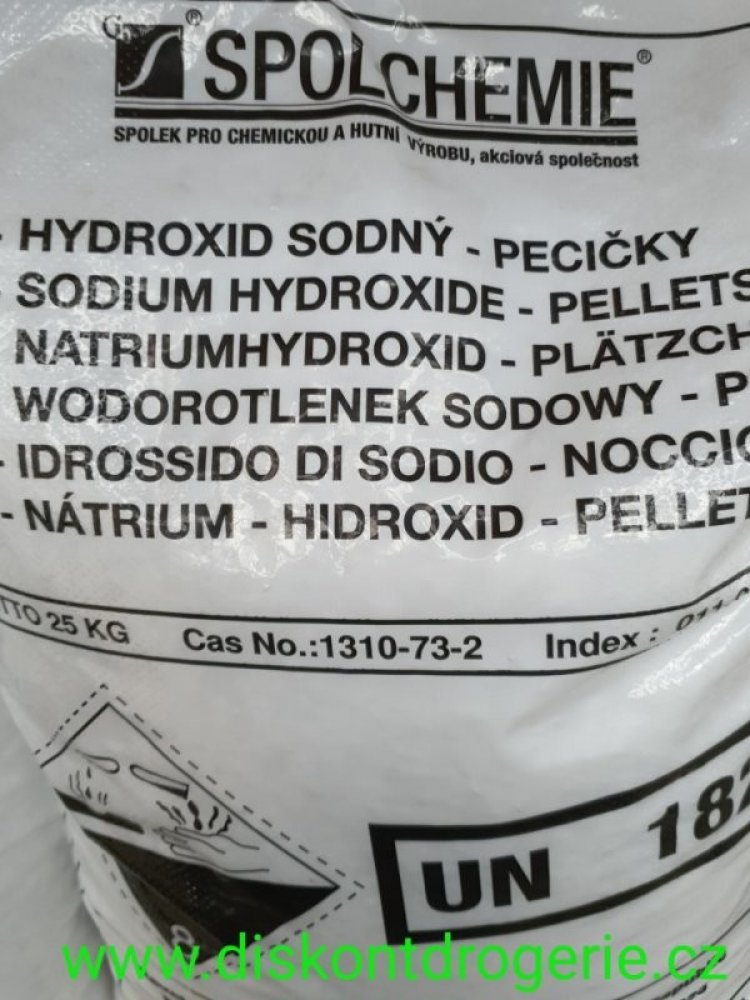 SPOLCHEMIE®
SPOLEK PRO CHEMICKOU A HUTNÍ VÝROBU, akciová společnost
- HYDROXID SODNÝ - PECIČKY
SODIUM HYDROXIDE - PELLETS
NATRIUMHYDROXID - PLÄTZCH
WODOROTLENEK SODOWY - P
- IDROSSIDO DI SODIO - NOCCIO
- NÁTRIUM - HIDROXID - PELLET
TTO 25 KG Cas No.:1310-73-2 Index :
UN 182
8
www.diskontdrogerie.cz